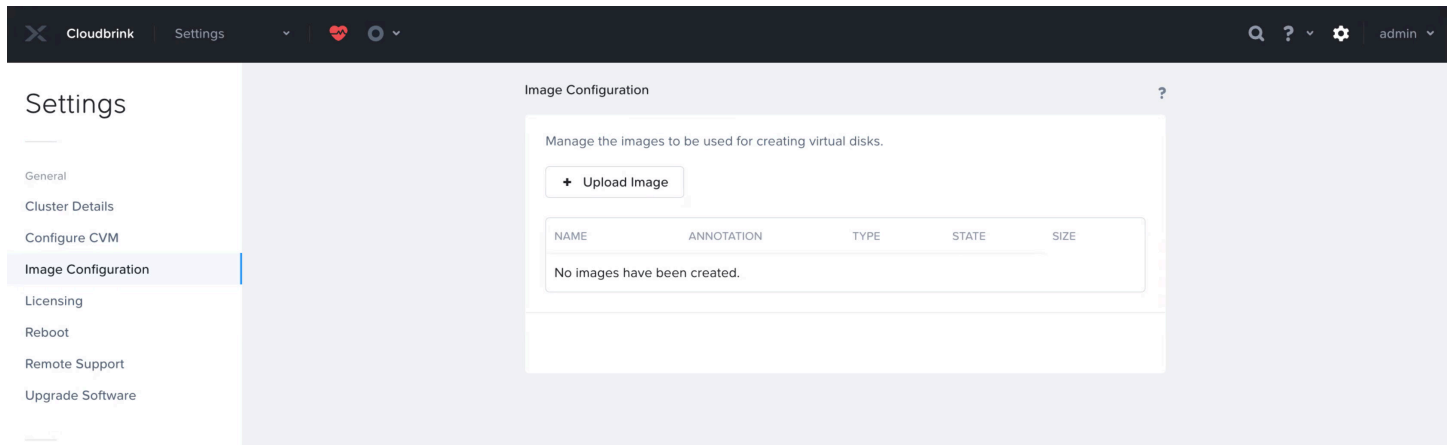 Cloudbrink Settings ? admin
Settings
General
Cluster Details
Configure CVM
Image Configuration
Licensing
Reboot
Remote Support
Upgrade Software
Image Configuration ?
Manage the images to be used for creating virtual disks.
+ Upload Image
NAME ANNOTATION TYPE STATE SIZE
No images have been created.